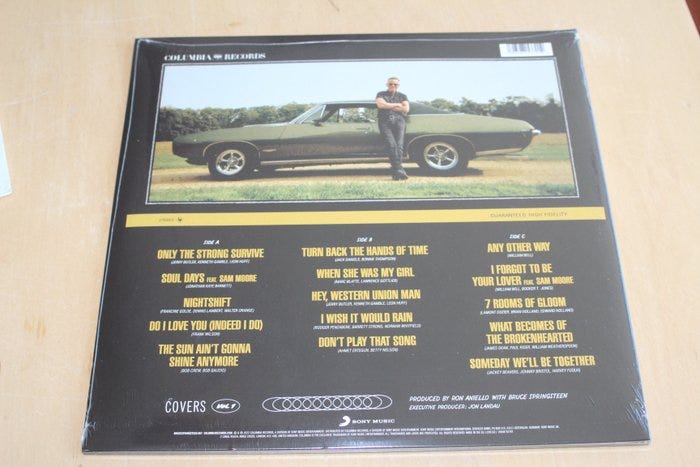 COLUMBIA RECORDS
STEREO
GUARANTEED HIGH FIDELITY
SIDE A
ONLY THE STRONG SURVIVE
(JERRY BUTLER, KENNETH GAMBLE, LEON HUFF)
SOUL DAYS FEAT. SAM MOORE
(JONATHAN KAYE BARNETT)
NIGHTSHIFT
(FRANCINE GOLDE, DENNIS LAMBERT, WALTER ORANGE)
DO I LOVE YOU (INDEED I DO)
(FRANK WILSON)
THE SUN AIN'T GONNA
SHINE ANYMORE
(BOB CREW, BOB GAUDIO)
SIDE B
TURN BACK THE HANDS OF TIME
(JACK DANIELS, BONNIE THOMPSON)
WHEN SHE WAS MY GIRL
(MARC BLATTE, LAWRENCE GOTTLIEB)
HEY, WESTERN UNION MAN
(JERRY BUTLER, KENNETH GAMBLE, LEON HUFF)
I WISH IT WOULD RAIN
(RODGER PENZABENE, BARRETT STRONG, NORMAN WHITFIELD)
DON'T PLAY THAT SONG
(AHMET ERTEGUN, BETTY NELSON)
SIDE C
ANY OTHER WAY
(WILLIAM BELL)
I FORGOT TO BE
YOUR LOVER FEAT. SAM MOORE
(WILLIAM BELL, BOOKER T. JONES)
7 ROOMS OF GLOOM
(LAMONT DOZIER, BRIAN HOLLAND, EDWARD HOLLAND)
WHAT BECOMES OF
THE BROKENHEARTED
(JAMES DEAN, PAUL RISER, WILLIAM WEATHERSPOON)
SOMEDAY WE'LL BE TOGETHER
(JACKEY BEAVERS, JOHNNY BRISTOL, HARVEY FUQUA)
COVERS VOL. 1
PRODUCED BY RON ANIELLO WITH BRUCE SPRINGSTEEN
EXECUTIVE PRODUCER: JON LANDAU
SONY MUSIC